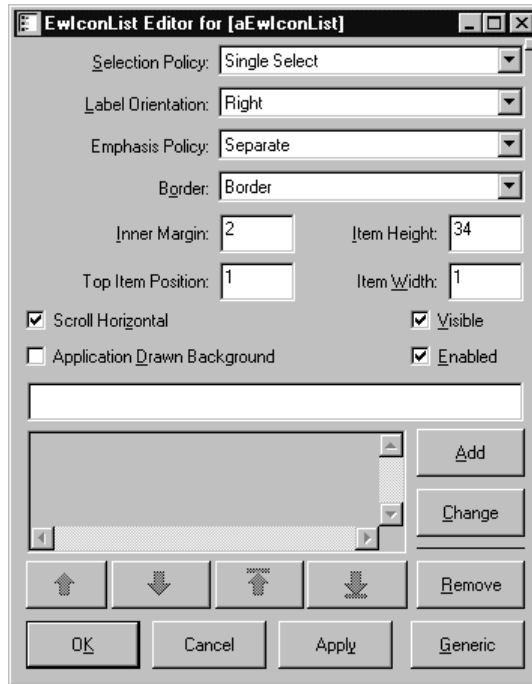 EwIconList Editor for [aEwIconList]
Selection Policy: Single Select
Label Orientation: Right
Emphasis Policy: Separate
Border: Border
Inner Margin: 2 Item Height: 34
Top Item Position: 1 Item Width: 1
Scroll Horizontal Visible
Application Drawn Background Enabled
Add
Change
Remove
OK Cancel Apply Generic